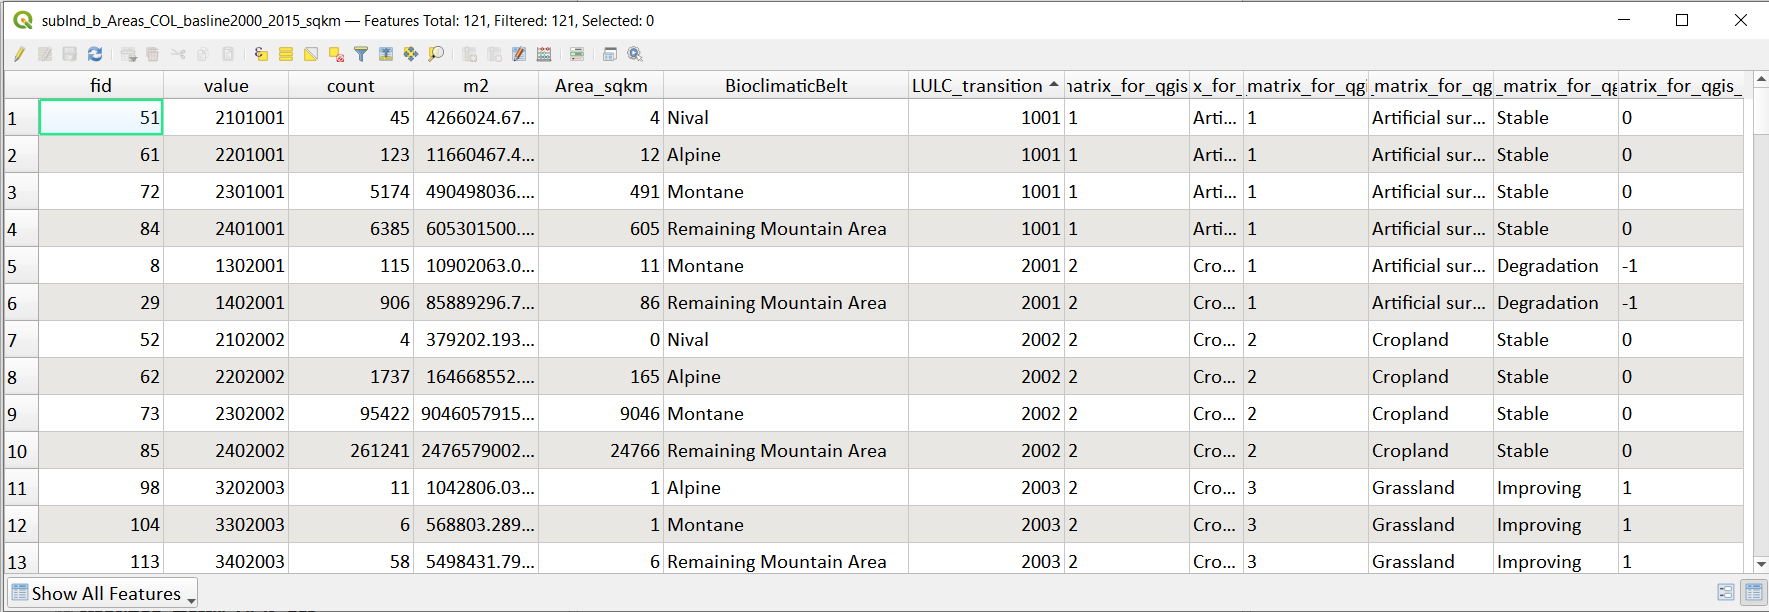 subInd_b_Areas_COL_basline2000_2015_sqkm — Features Total: 121, Filtered: 121, Selected: 0
fid value count m2 Area_sqkm BioclimaticBelt LULC_transition natrix_for_qgis x_for_ _matrix_for_qgi _matrix_for_qg _matrix_for_qg atrix_for_qgis_
1 51 2101001 45 4266024.67... 4 Nival 1001 1 Arti... 1 Artificial sur... Stable 0
2 61 2201001 123 11660467.4... 12 Alpine 1001 1 Arti... 1 Artificial sur... Stable 0
3 72 2301001 5174 490498036.... 491 Montane 1001 1 Arti... 1 Artificial sur... Stable 0
4 84 2401001 6385 605301500.... 605 Remaining Mountain Area 1001 1 Arti... 1 Artificial sur... Stable 0
5 8 1302001 115 10902063.0... 11 Montane 2001 2 Cro... 1 Artificial sur... Degradation -1
6 29 1402001 906 85889296.7... 86 Remaining Mountain Area 2001 2 Cro... 1 Artificial sur... Degradation -1
7 52 2102002 4 379202.193... 0 Nival 2002 2 Cro... 2 Cropland Stable 0
8 62 2202002 1737 164668552.... 165 Alpine 2002 2 Cro... 2 Cropland Stable 0
9 73 2302002 95422 9046057915... 9046 Montane 2002 2 Cro... 2 Cropland Stable 0
10 85 2402002 261241 2476579002... 24766 Remaining Mountain Area 2002 2 Cro... 2 Cropland Stable 0
11 98 3202003 11 1042806.03... 1 Alpine 2003 2 Cro... 3 Grassland Improving 1
12 104 3302003 6 568803.289... 1 Montane 2003 2 Cro... 3 Grassland Improving 1
13 113 3402003 58 5498431.79... 6 Remaining Mountain Area 2003 2 Cro... 3 Grassland Improving 1
Show All Features